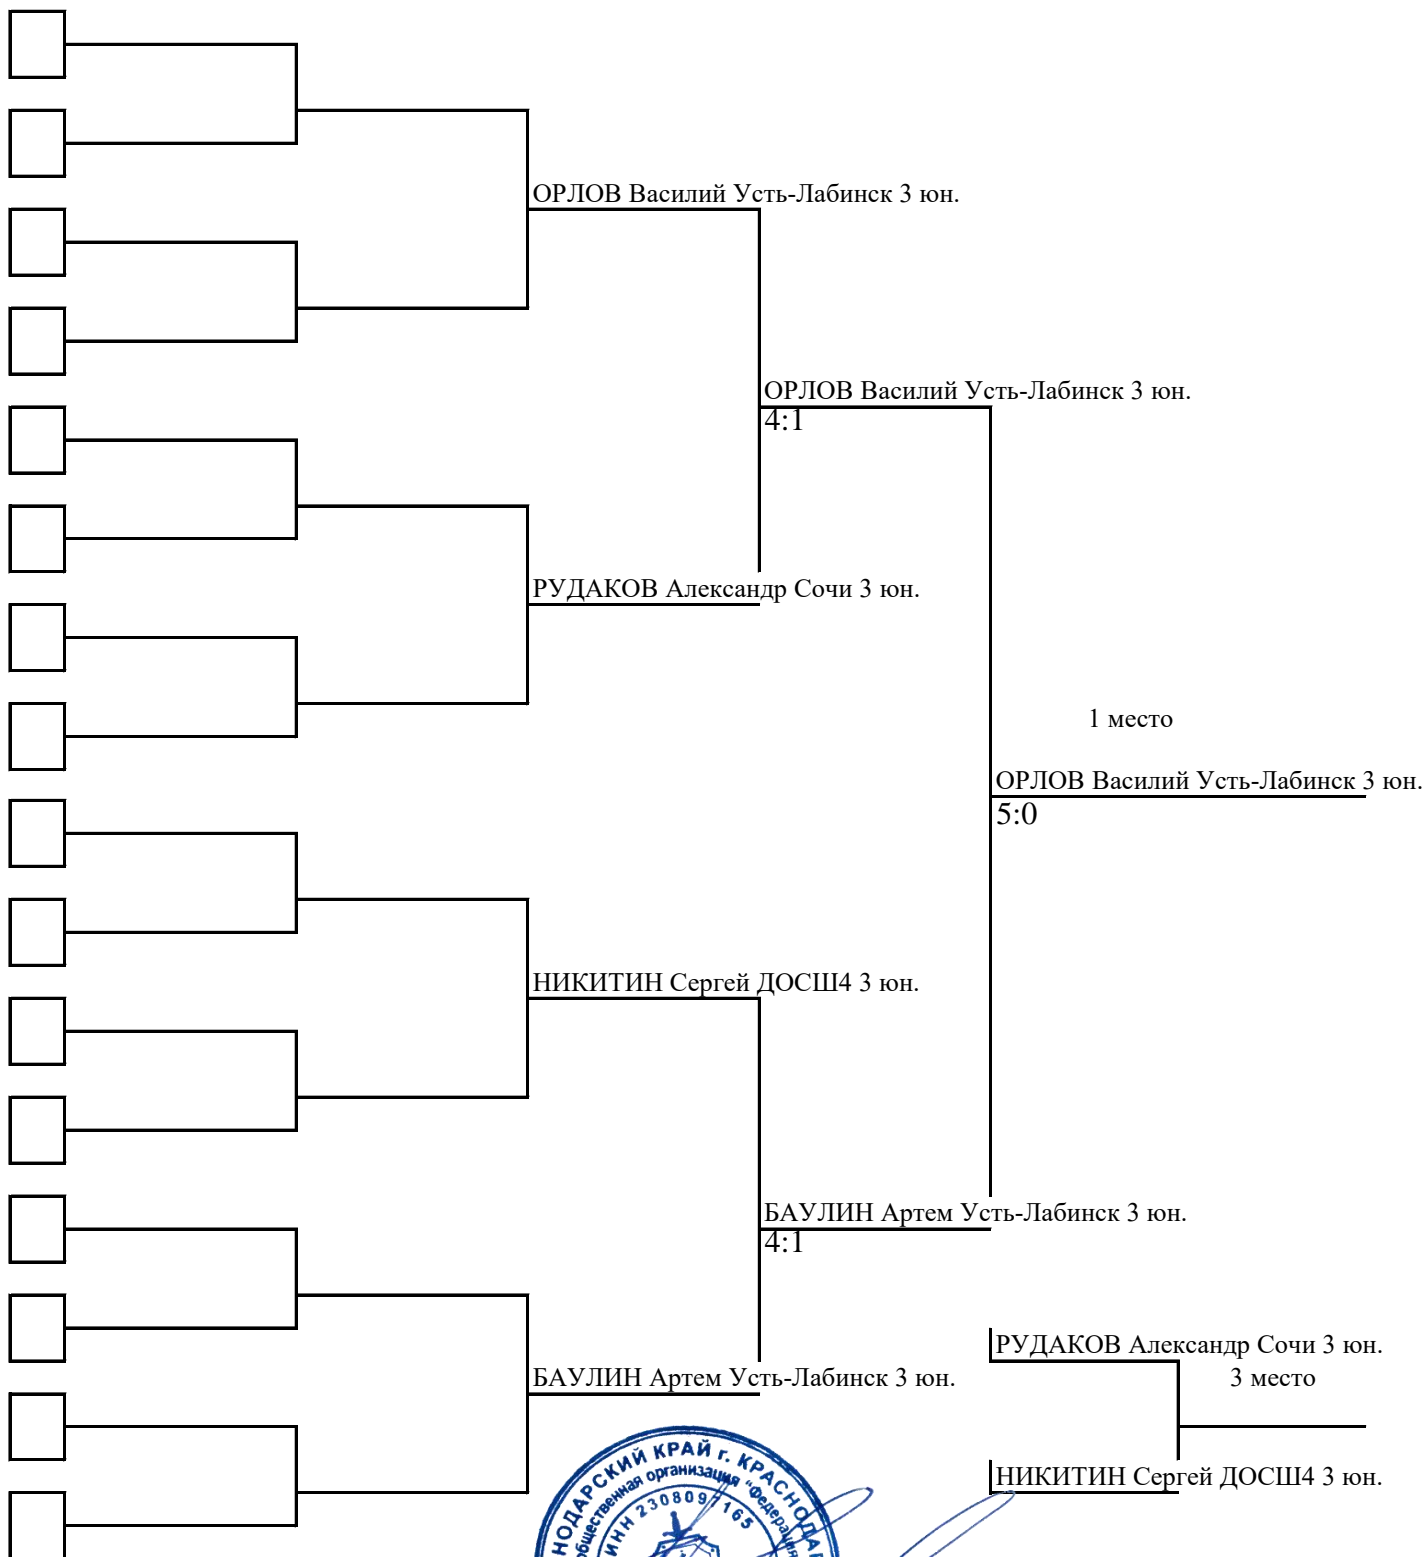 ОРЛОВ Василий Усть-Лабинск 3 юн.
ОРЛОВ Василий Усть-Лабинск 3 юн.
4:1
РУДАКОВ Александр Сочи 3 юн.
1 место
ОРЛОВ Василий Усть-Лабинск 3 юн.
5:0
НИКИТИН Сергей ДОСШ4 3 юн.
БАУЛИН Артем Усть-Лабинск 3 юн.
4:1
РУДАКОВ Александр Сочи 3 юн.
БАУЛИН Артем Усть-Лабинск 3 юн.
3 место
НИКИТИН Сергей ДОСШ4 3 юн.
КРАЙ г.
общественная организация "Федерация
ИНН 2308097165